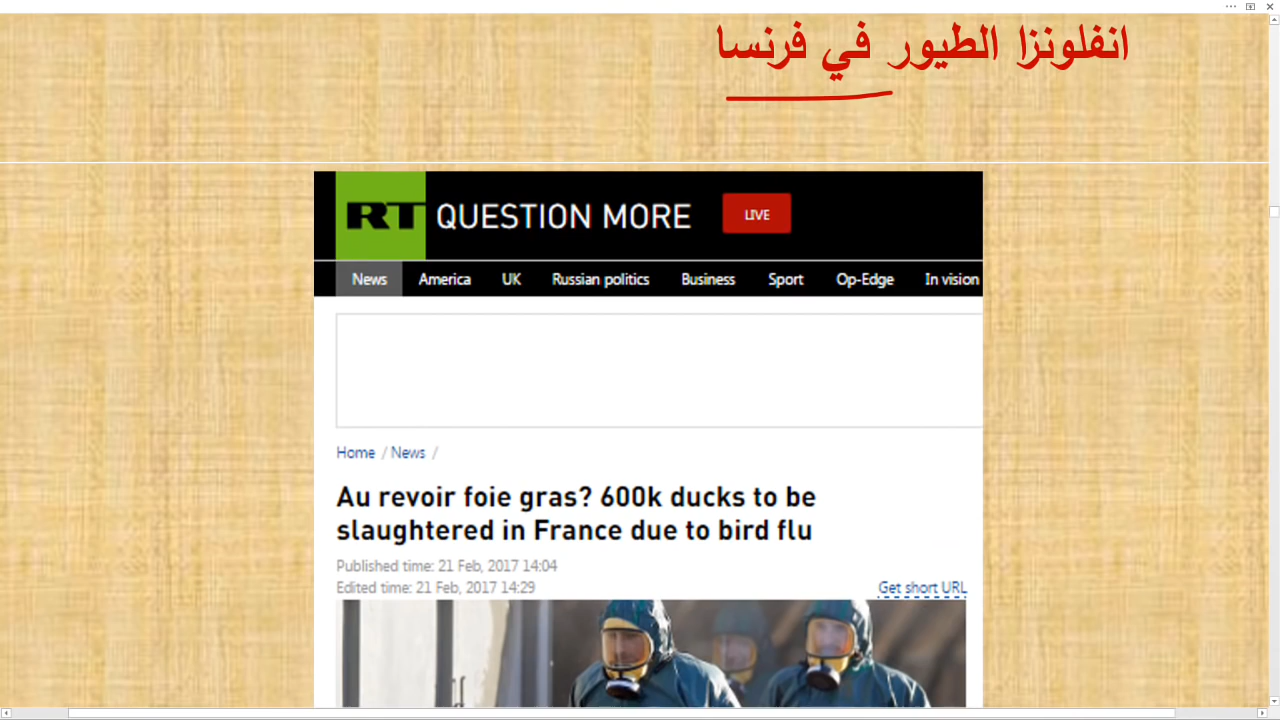 انفلونزا الطيور في فرنسا
RT QUESTION MORE LIVE
News America UK Russian politics Business Sport Op-Edge In vision
Home / News /
Au revoir foie gras? 600k ducks to be
slaughtered in France due to bird flu
Published time: 21 Feb, 2017 14:04
Edited time: 21 Feb, 2017 14:29
Get short URL